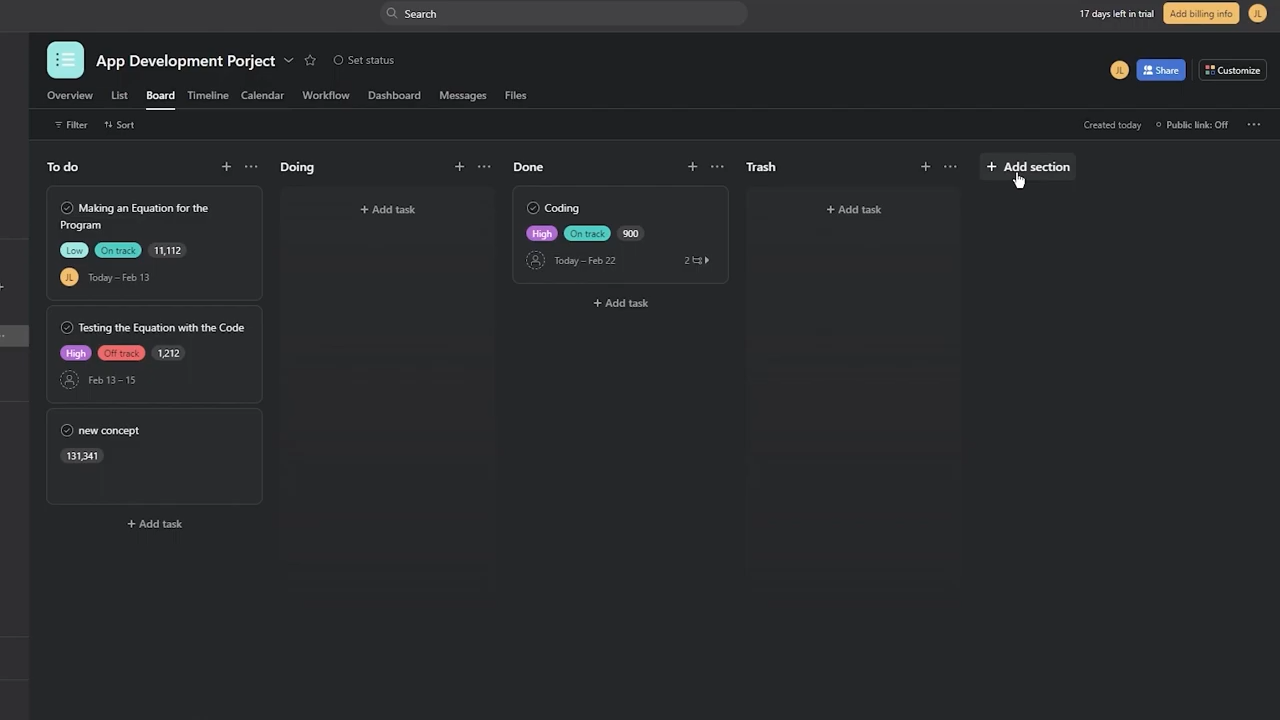 Search
17 days left in trial
Add billing info
JL
App Development Porject
Set status
JL
Share
Customize
Overview
List
Board
Timeline
Calendar
Workflow
Dashboard
Messages
Files
Filter
Sort
Created today
Public link: Off
To do
Doing
Done
Trash
+ Add section
Making an Equation for the
Program
Low
On track
11,112
JL
Today – Feb 13
Testing the Equation with the Code
High
Off track
1,212
Feb 13 – 15
new concept
131,341
+ Add task
+ Add task
Coding
High
On track
900
Today – Feb 22
2
+ Add task
+ Add task